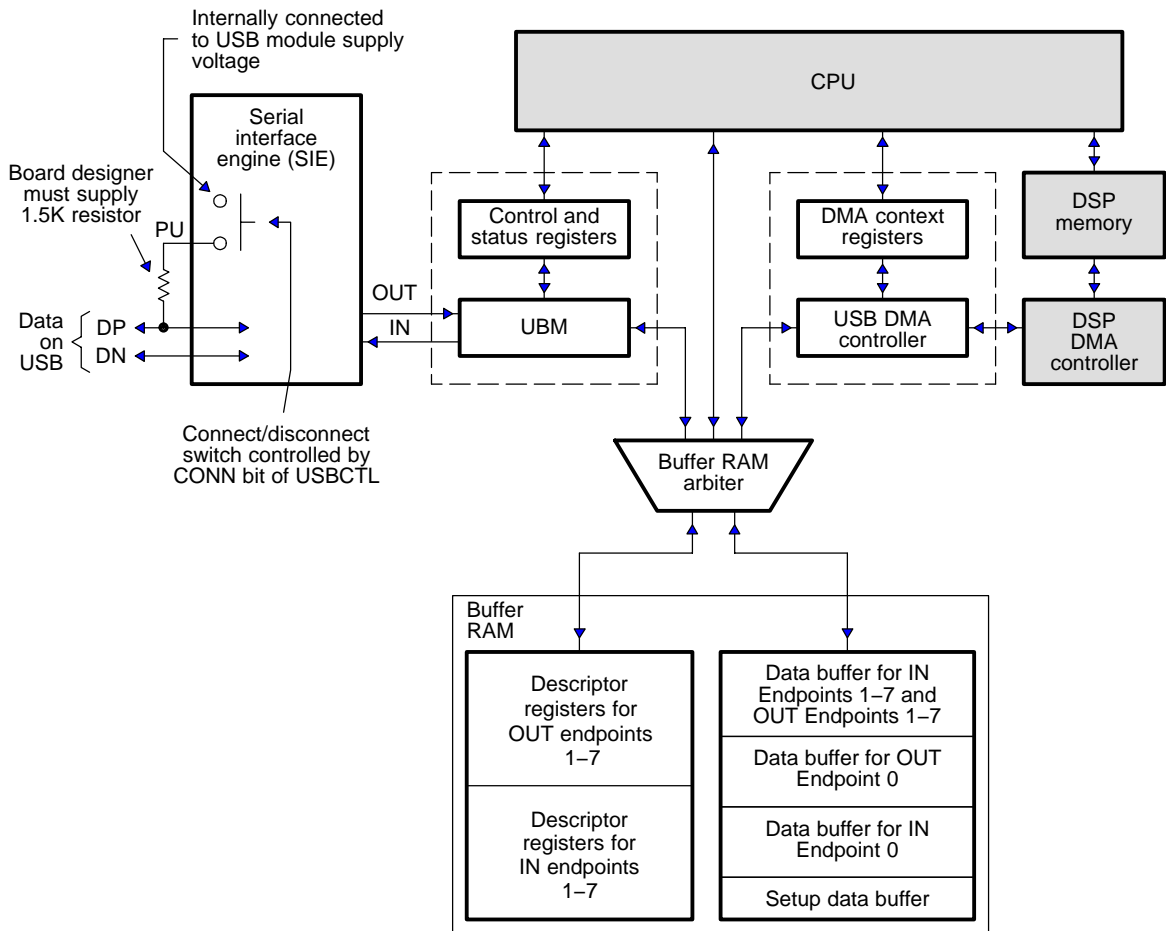 Internally connected
to USB module supply
voltage
CPU
Serial
interface
engine (SIE)
Board designer
must supply
1.5K resistor
PU
Control and
status registers
DMA context
registers
DSP
memory
OUT
IN
UBM
USB DMA
controller
DSP
DMA
controller
Data
on
USB
DP
DN
Connect/disconnect
switch controlled by
CONN bit of USBCTL
Buffer RAM
arbiter
Buffer
RAM
Descriptor
registers for
OUT endpoints
1–7
Descriptor
registers for
IN endpoints
1–7
Data buffer for IN
Endpoints 1–7 and
OUT Endpoints 1–7
Data buffer for OUT
Endpoint 0
Data buffer for IN
Endpoint 0
Setup data buffer